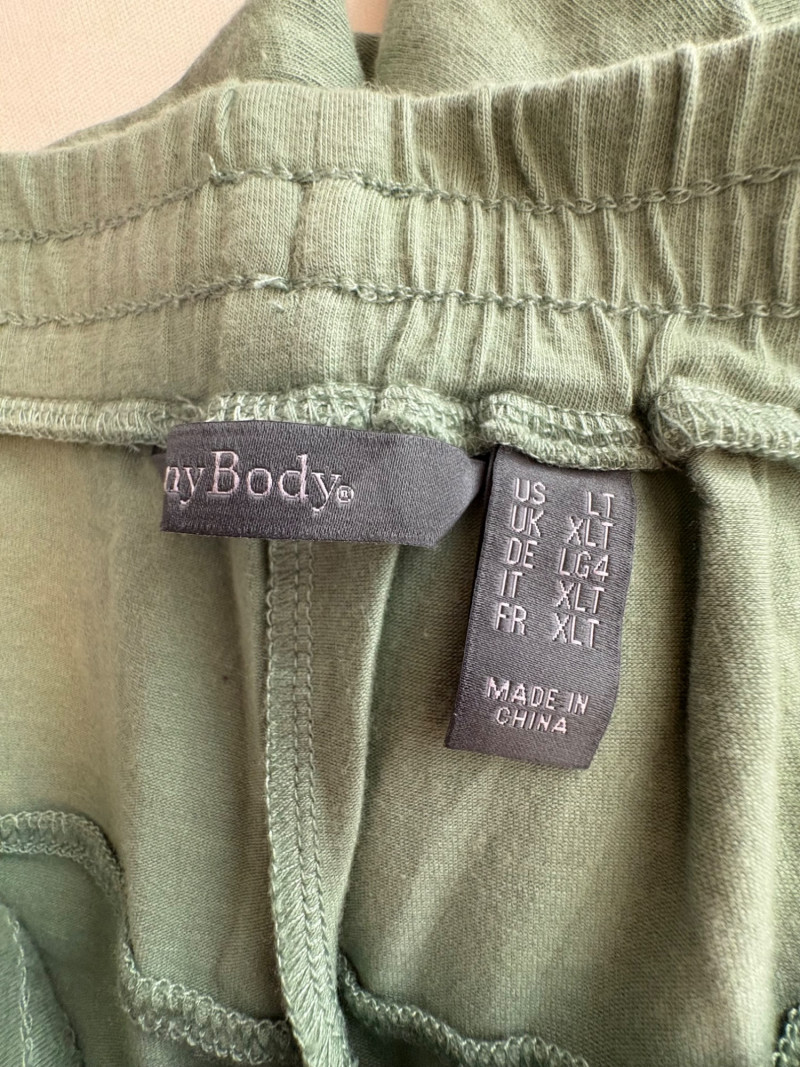 nyBody®
US LT
UK XLT
DE LG4
IT XLT
FR XLT
MADE IN
CHINA